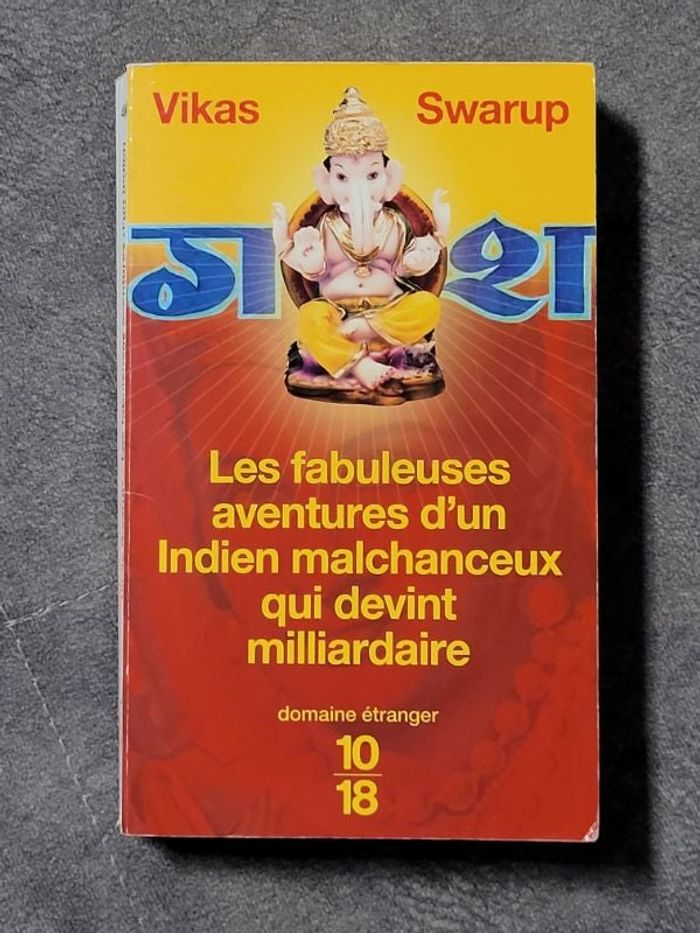 Vikas Swarup
ग श
Les fabuleuses
aventures d'un
Indien malchanceux
qui devint
milliardaire
domaine étranger
10
18